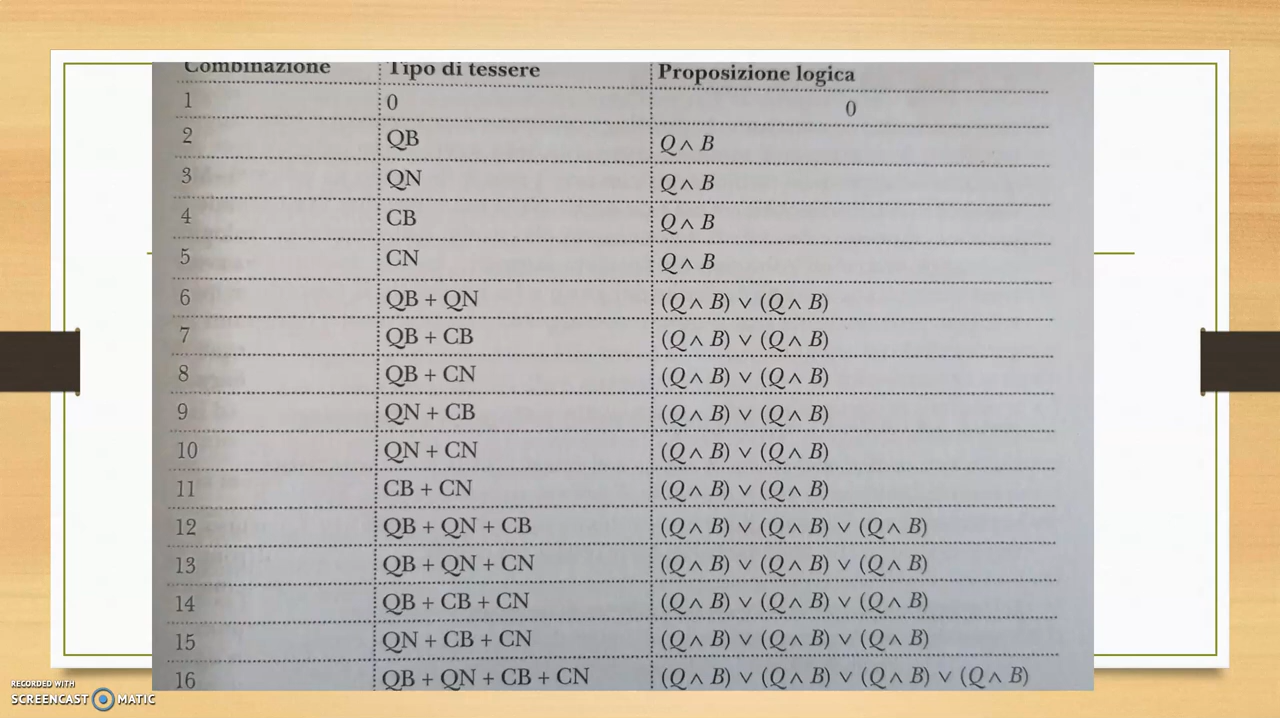 Combinazione Tipo di tessere Proposizione logica
1 0 0
2 QB Q ∧ B
3 QN Q ∧ B
4 CB Q ∧ B
5 CN Q ∧ B
6 QB + QN (Q ∧ B) ∨ (Q ∧ B)
7 QB + CB (Q ∧ B) ∨ (Q ∧ B)
8 QB + CN (Q ∧ B) ∨ (Q ∧ B)
9 QN + CB (Q ∧ B) ∨ (Q ∧ B)
10 QN + CN (Q ∧ B) ∨ (Q ∧ B)
11 CB + CN (Q ∧ B) ∨ (Q ∧ B)
12 QB + QN + CB (Q ∧ B) ∨ (Q ∧ B) ∨ (Q ∧ B)
13 QB + QN + CN (Q ∧ B) ∨ (Q ∧ B) ∨ (Q ∧ B)
14 QB + CB + CN (Q ∧ B) ∨ (Q ∧ B) ∨ (Q ∧ B)
15 QN + CB + CN (Q ∧ B) ∨ (Q ∧ B) ∨ (Q ∧ B)
16 QB + QN + CB + CN (Q ∧ B) ∨ (Q ∧ B) ∨ (Q ∧ B) ∨ (Q ∧ B)
RECORDED WITH
SCREENCAST MATIC